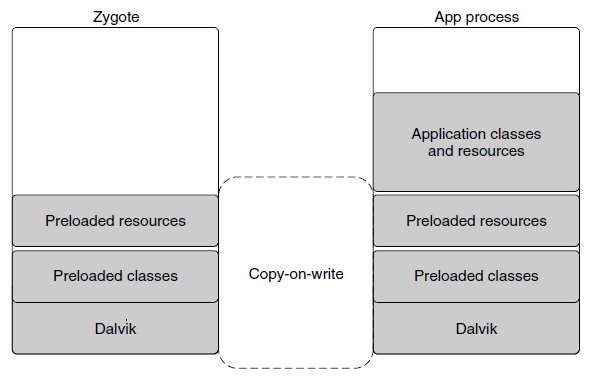 Zygote
App process
Application classes
and resources
Preloaded resources
Preloaded resources
Preloaded classes
Copy-on-write
Preloaded classes
Dalvik
Dalvik